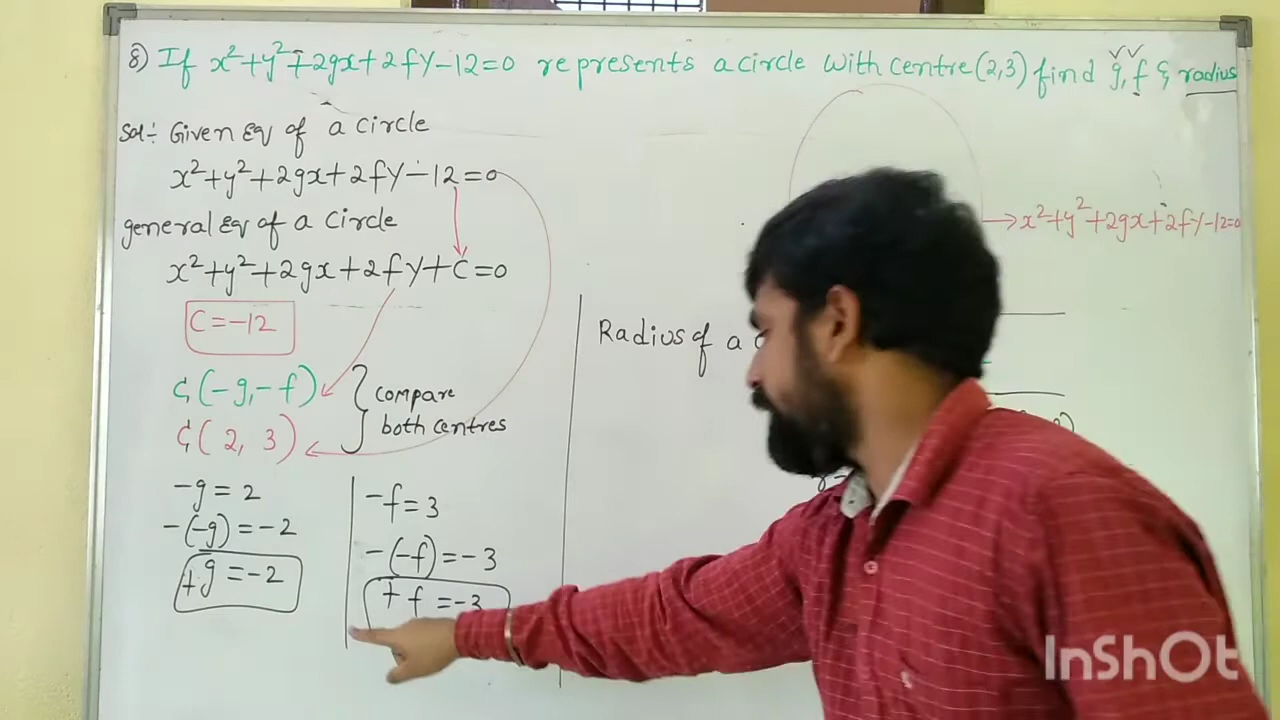 8) If x²+y²+2gx+2fy-12=0 represents a circle with centre(2,3) find g,f & radius
Sol:- Given Eq of a circle
x²+y²+2gx+2fy-12=0
general Eq of a circle
x²+y²+2gx+2fy+c=0
C=-12
C(-g,-f)
C(2, 3)
compare
both centres
-g=2
-(-g)=-2
+g=-2
-f=3
-(-f)=-3
+f=-3
x²+y²+2gx+2fy-12=0
Radius of a
InShOt